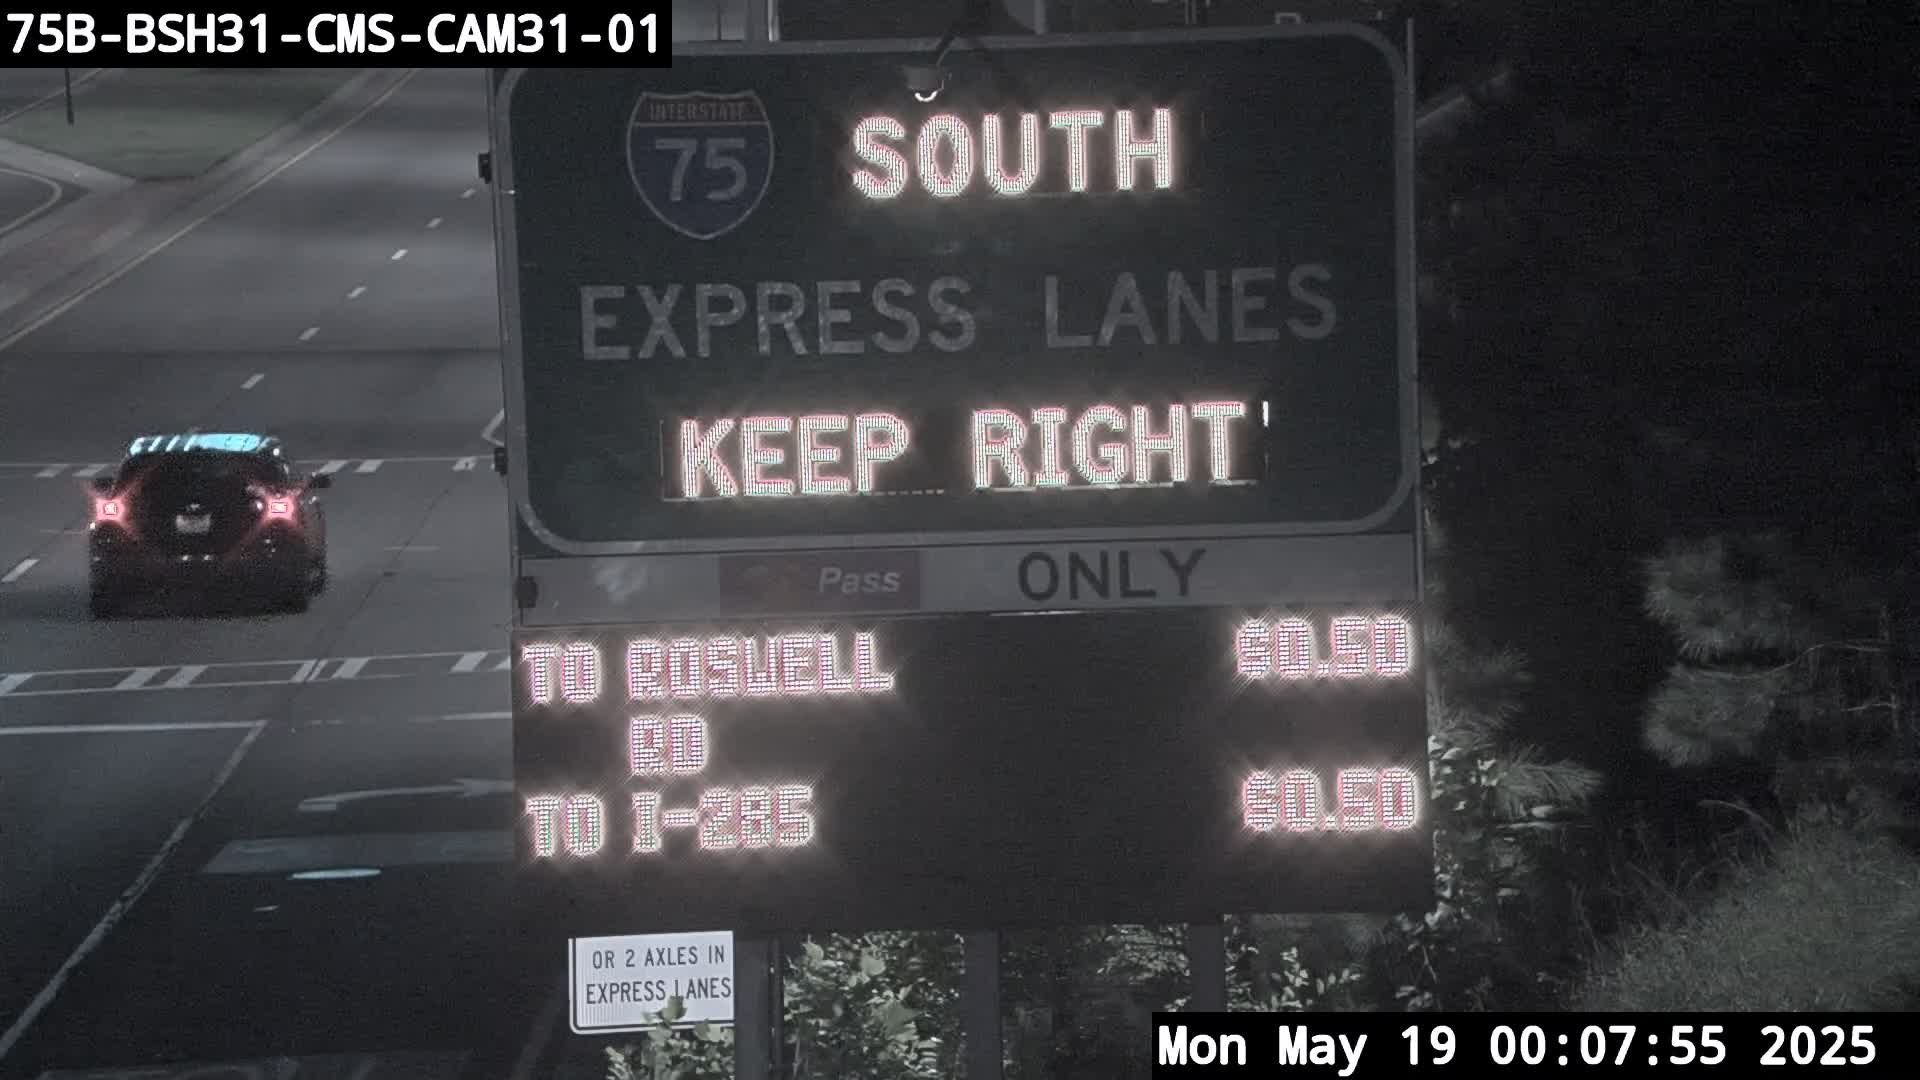 75B-BSH31-CMS-CAM31-01
INTERSTATE
75
SOUTH
EXPRESS LANES
KEEP RIGHT
Pass ONLY
TO ROSWELL $0.50
RD
TO I-285 $0.50
OR 2 AXLES IN
EXPRESS LANES
Mon May 19 00:07:55 2025